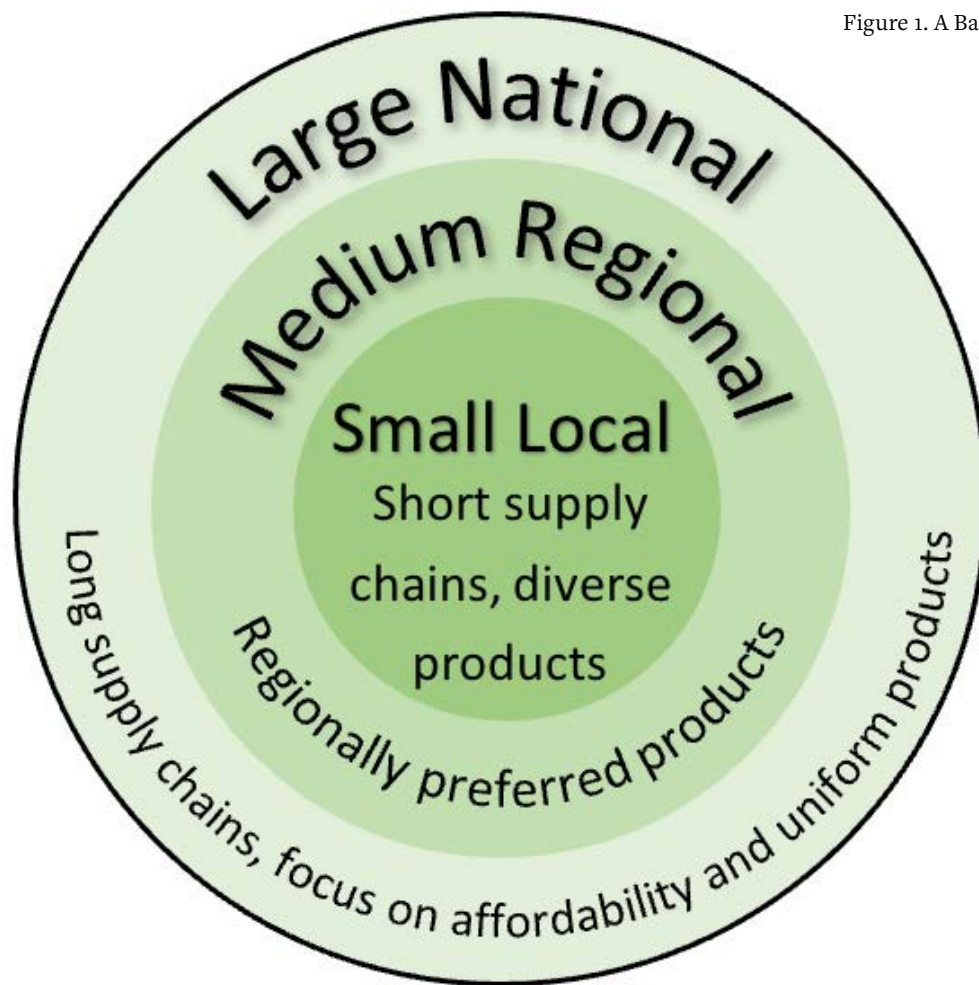 Figure 1. A Ba
Large National
Medium Regional
Small Local
Short supply
chains, diverse
products
Regionally preferred products
Long supply chains, focus on affordability and uniform products